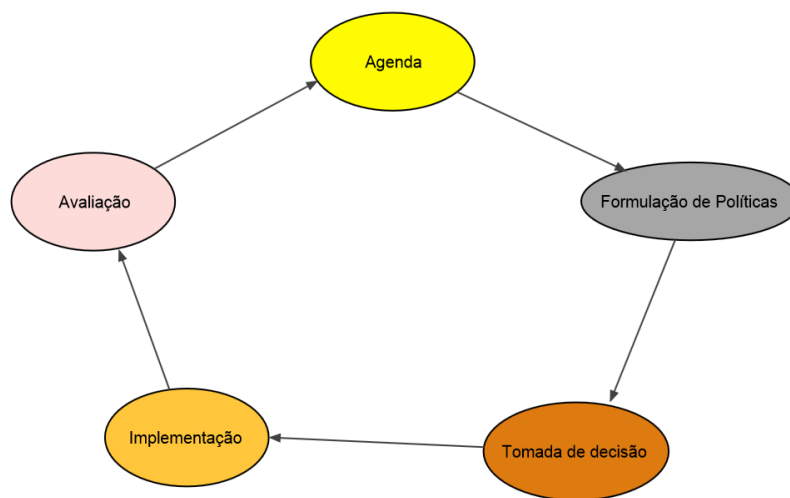 Agenda
Formulação de Políticas
Tomada de decisão
Implementação
Avaliação